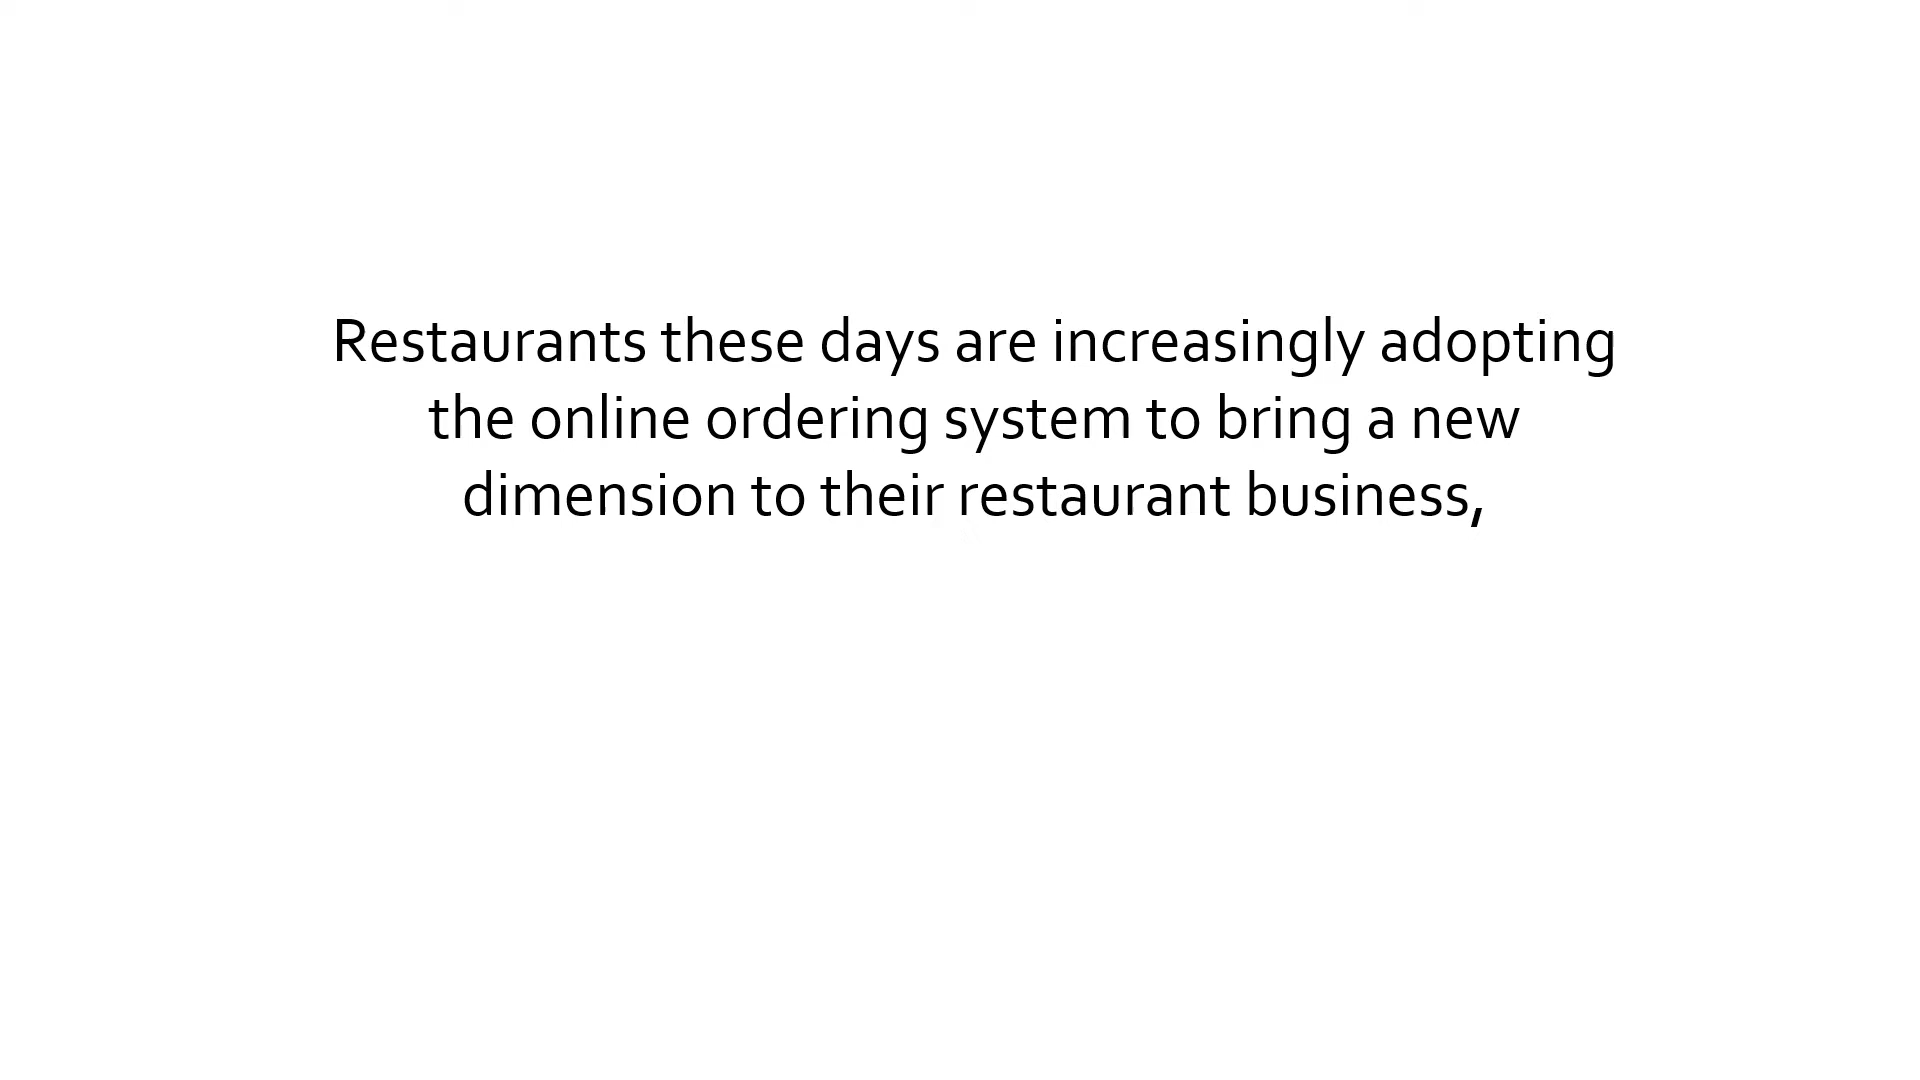 Restaurants these days are increasingly adopting
the online ordering system to bring a new
dimension to their restaurant business,